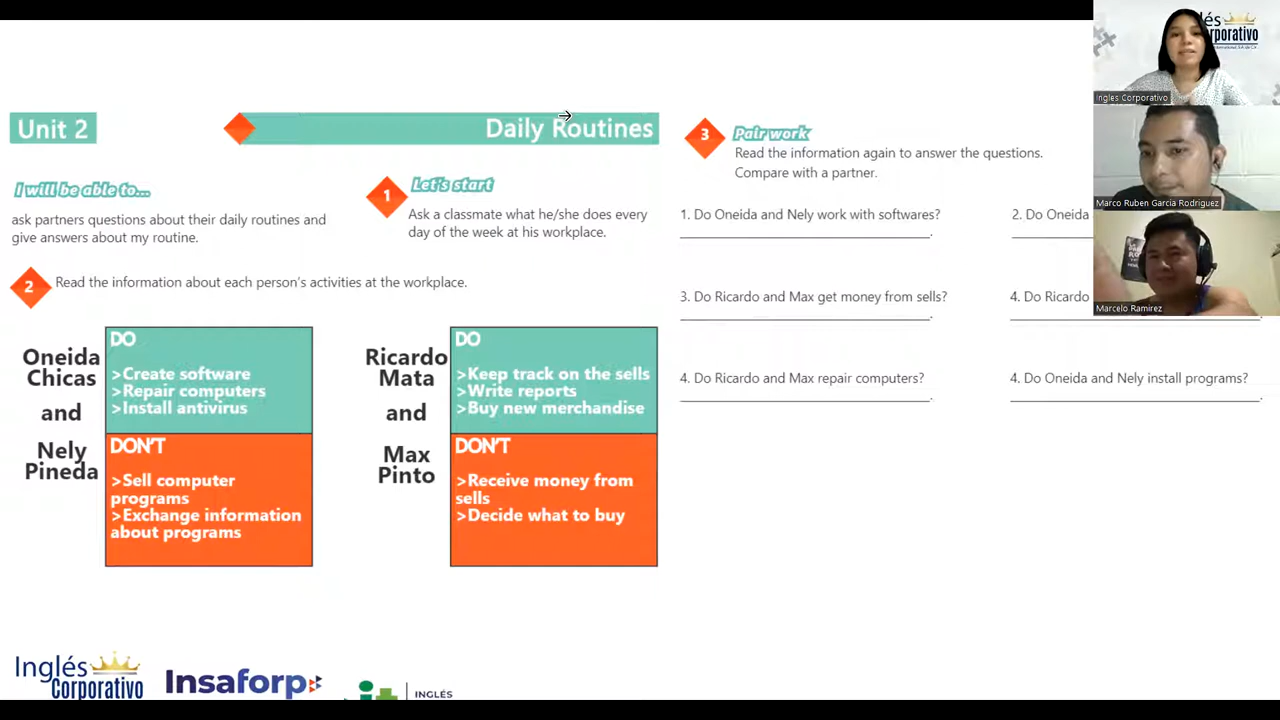 Unit 2
Daily Routines
I will be able to...
ask partners questions about their daily routines and
give answers about my routine.
1
Let's start
Ask a classmate what he/she does every
day of the week at his workplace.
2
Read the information about each person's activities at the workplace.
Oneida
Chicas
and
Nely
Pineda
DO
>Create software
>Repair computers
>Install antivirus
DON'T
>Sell computer
programs
>Exchange information
about programs
Ricardo
Mata
and
Max
Pinto
DO
>Keep track on the sells
>Write reports
>Buy new merchandise
DON'T
>Receive money from
sells
>Decide what to buy
3
Pair work
Read the information again to answer the questions.
Compare with a partner.
1. Do Oneida and Nely work with softwares?
2. Do Oneida
3. Do Ricardo and Max get money from sells?
4. Do Ricardo
4. Do Ricardo and Max repair computers?
4. Do Oneida and Nely install programs?
Inglés
Corporativo
Insaforp
INGLÉS
Corporativo
Ingles Corporativo
Marco Ruben Garcia Rodriguez
Marcelo Ramirez